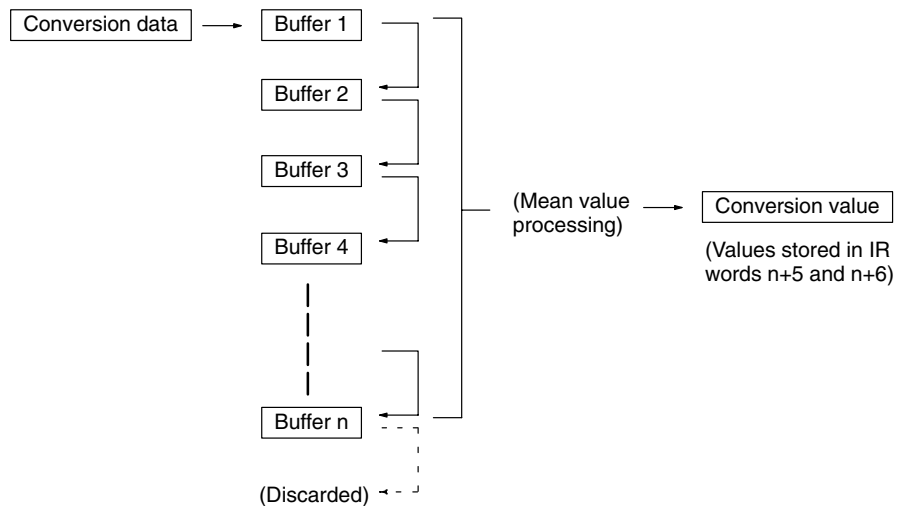 Conversion data
Buffer 1
Buffer 2
Buffer 3
Buffer 4
Buffer n
(Discarded)
(Mean value
processing)
Conversion value
(Values stored in IR
words n+5 and n+6)